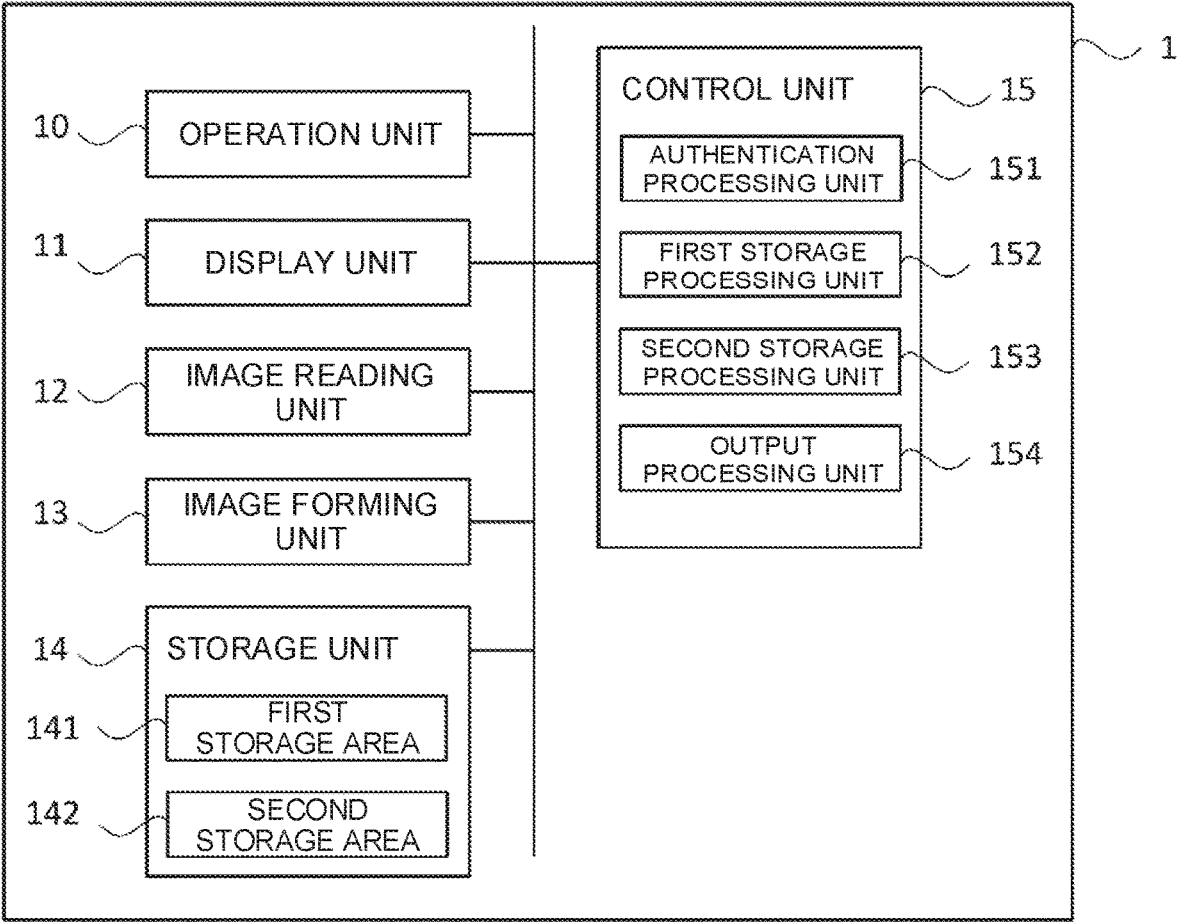 1
10
OPERATION UNIT
11
DISPLAY UNIT
12
IMAGE READING
UNIT
13
IMAGE FORMING
UNIT
14
STORAGE UNIT
141
FIRST
STORAGE AREA
142
SECOND
STORAGE AREA
CONTROL UNIT
15
AUTHENTICATION
PROCESSING UNIT
151
FIRST STORAGE
PROCESSING UNIT
152
SECOND STORAGE
PROCESSING UNIT
153
OUTPUT
PROCESSING UNIT
154